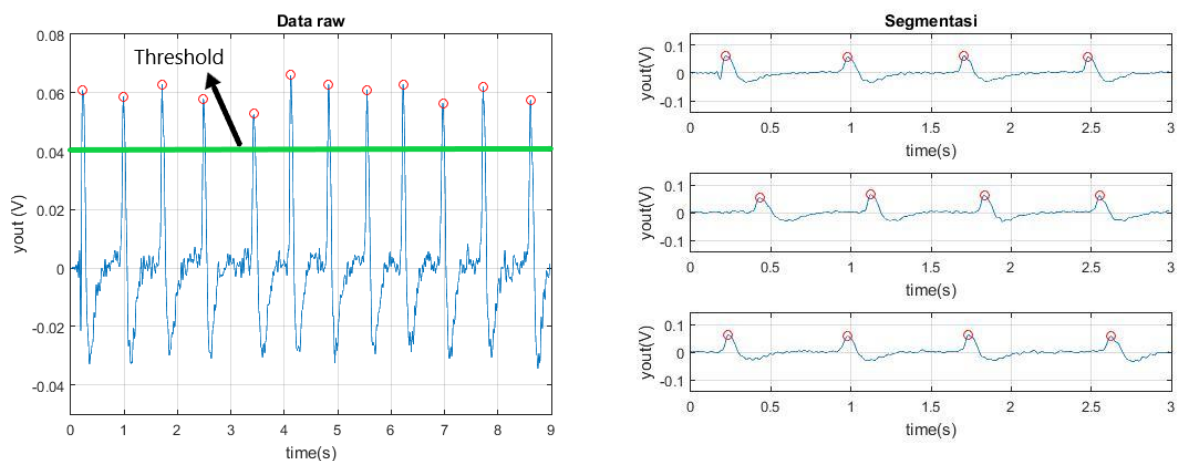 Data raw
Threshold
0.08
0.06
0.04
0.02
0
-0.02
-0.04
yout (V)
0 1 2 3 4 5 6 7 8 9
time(s)
Segmentasi
0.1
0
-0.1
yout(V)
0 0.5 1 1.5 2 2.5 3
time(s)
0.1
0
-0.1
yout(V)
0 0.5 1 1.5 2 2.5 3
time(s)
0.1
0
-0.1
yout(V)
0 0.5 1 1.5 2 2.5 3
time(s)